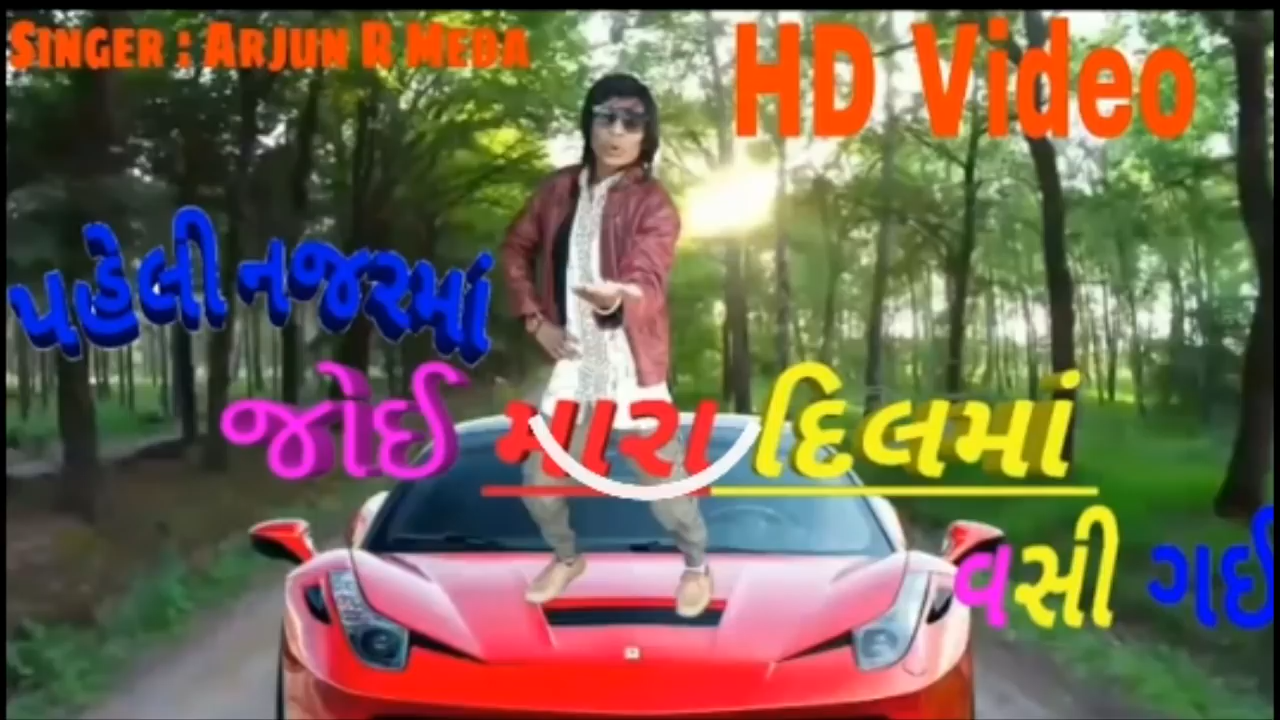 SINGER : ARJUN R MEDA
HD Video
પહેલી નજરમાં
જોઈ મારા દિલમાં
વસી ગઈ